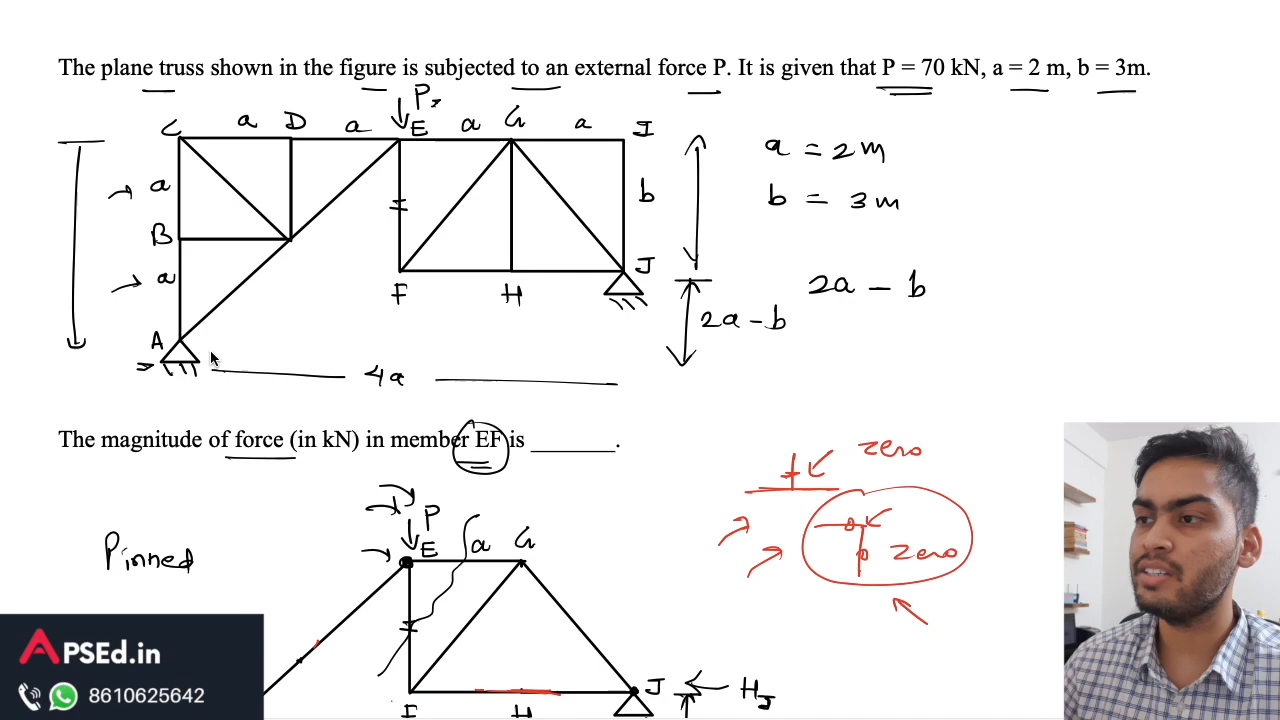 The plane truss shown in the figure is subjected to an external force P. It is given that P = 70 kN, a = 2 m, b = 3m.
P
C a D a E a G a I
a = 2m
a
b
b = 3m
B
J
a
2a - b
F H
2a - b
A
4a
The magnitude of force (in kN) in member EF is ______.
zero
P
E a G
Pinned
zero
J
H_J
F H
APSEd.in
8610625642